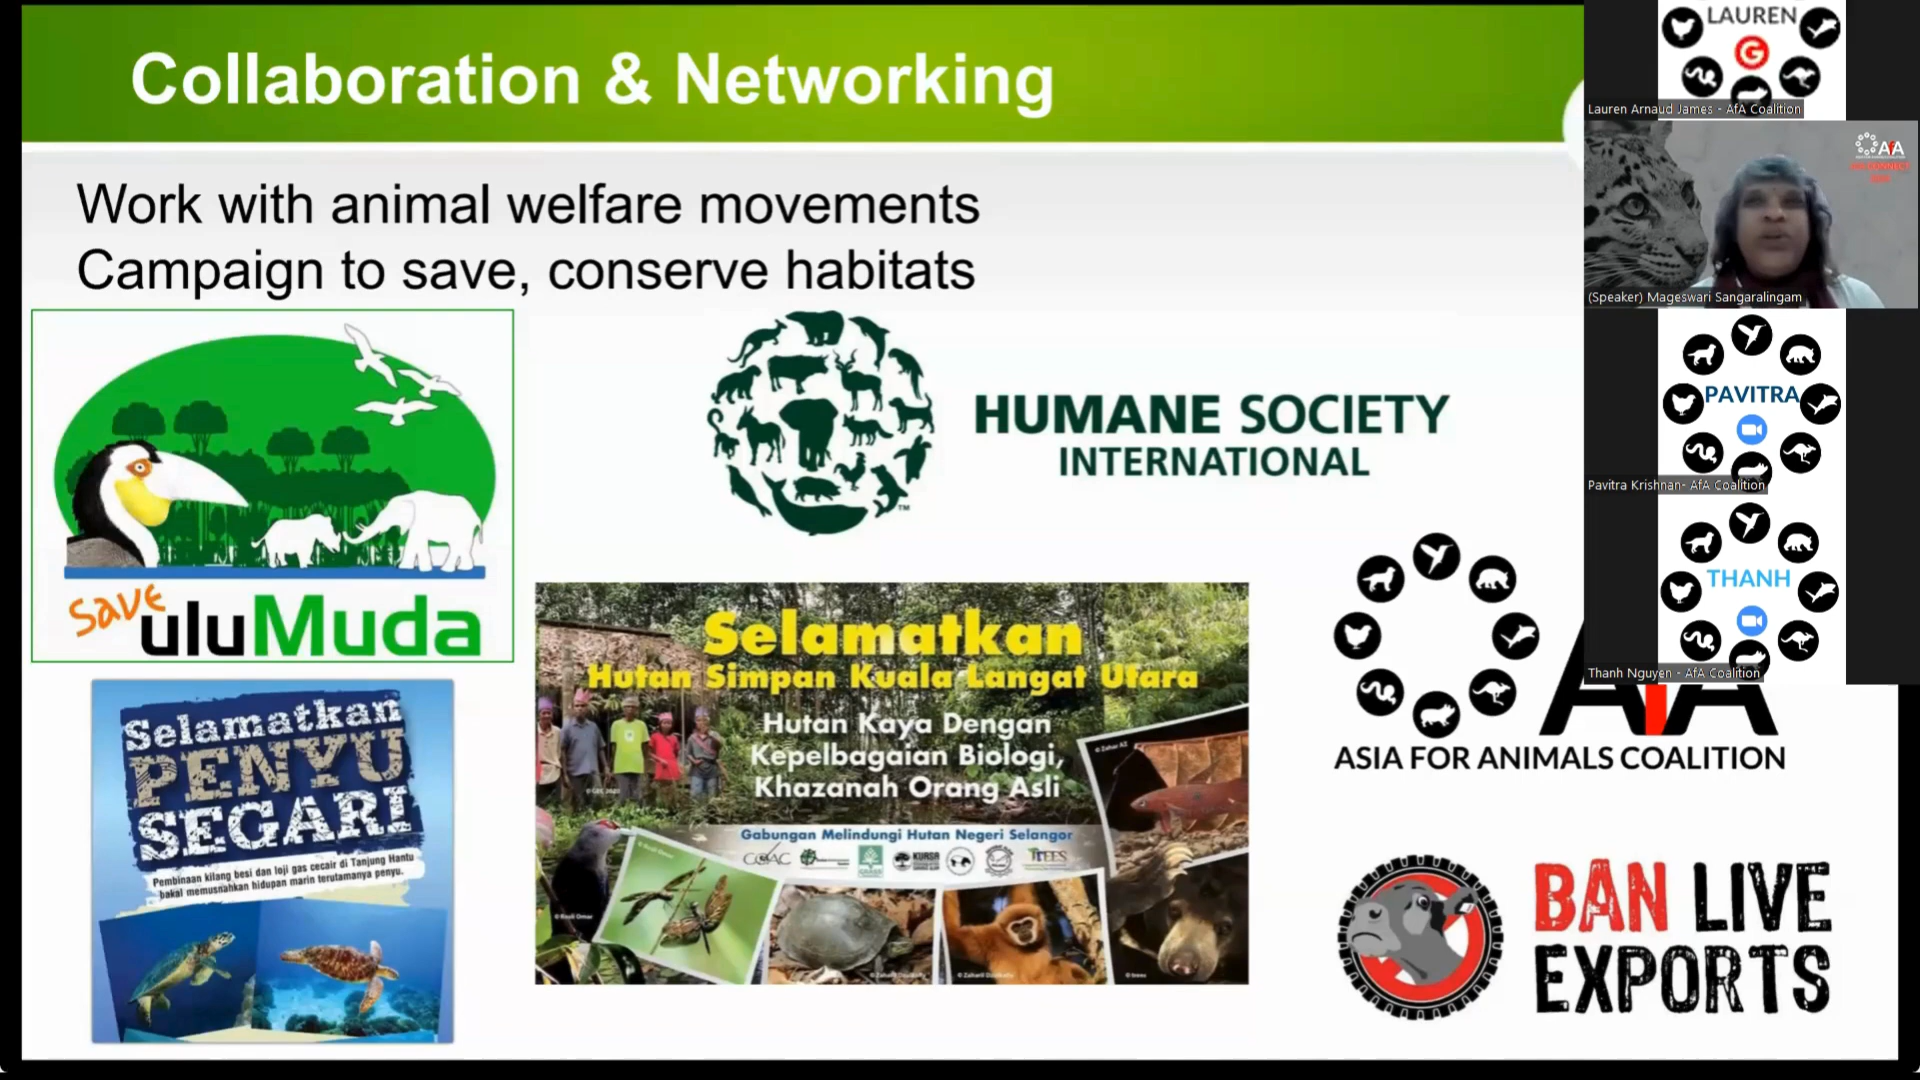 Collaboration & Networking
Work with animal welfare movements
Campaign to save, conserve habitats
save
uluMuda
HUMANE SOCIETY
INTERNATIONAL
TM
Selamatkan
PENYU
SEGARI
Pembinaan kilang besi dan loji gas cecair di Tanjung Hantu
bakal memusnahkan hidupan marin terutamanya penyu.
Selamatkan
Hutan Simpan Kuala Langat Utara
Hutan Kaya Dengan
Kepelbagaian Biologi,
Khazanah Orang Asli
Gabungan Melindungi Hutan Negeri Selangor
TREES
AfA
ASIA FOR ANIMALS COALITION
BAN LIVE
EXPORTS
LAUREN
G
Lauren Arnaud James - AfA Coalition
AfA
(Speaker) Mageswari Sangaralingam
PAVITRA
Pavitra Krishnan- AfA Coalition
THANH
Thanh Nguyen - AfA Coalition